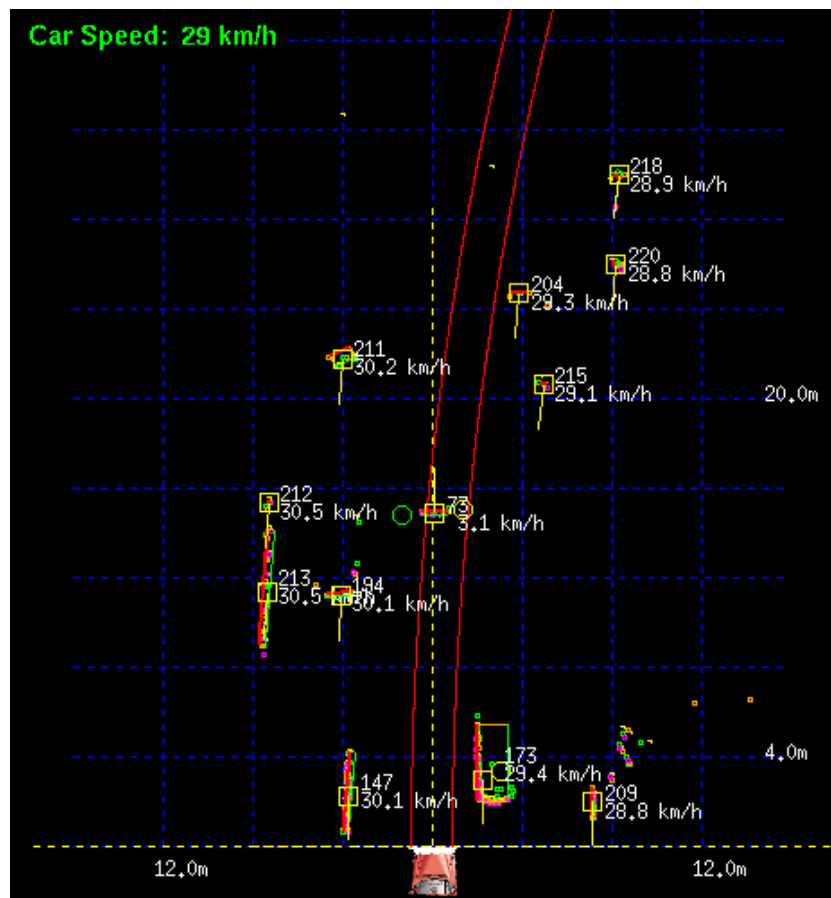 Car Speed: 29 km/h
218
28.9 km/h
220
28.8 km/h
204
29.3 km/h
211
30.2 km/h
215
29.1 km/h
20.0m
212
30.5 km/h
73
3.1 km/h
213
30.5
194
30.1 km/h
4.0m
173
29.4 km/h
147
30.1 km/h
209
28.8 km/h
12.0m
12.0m